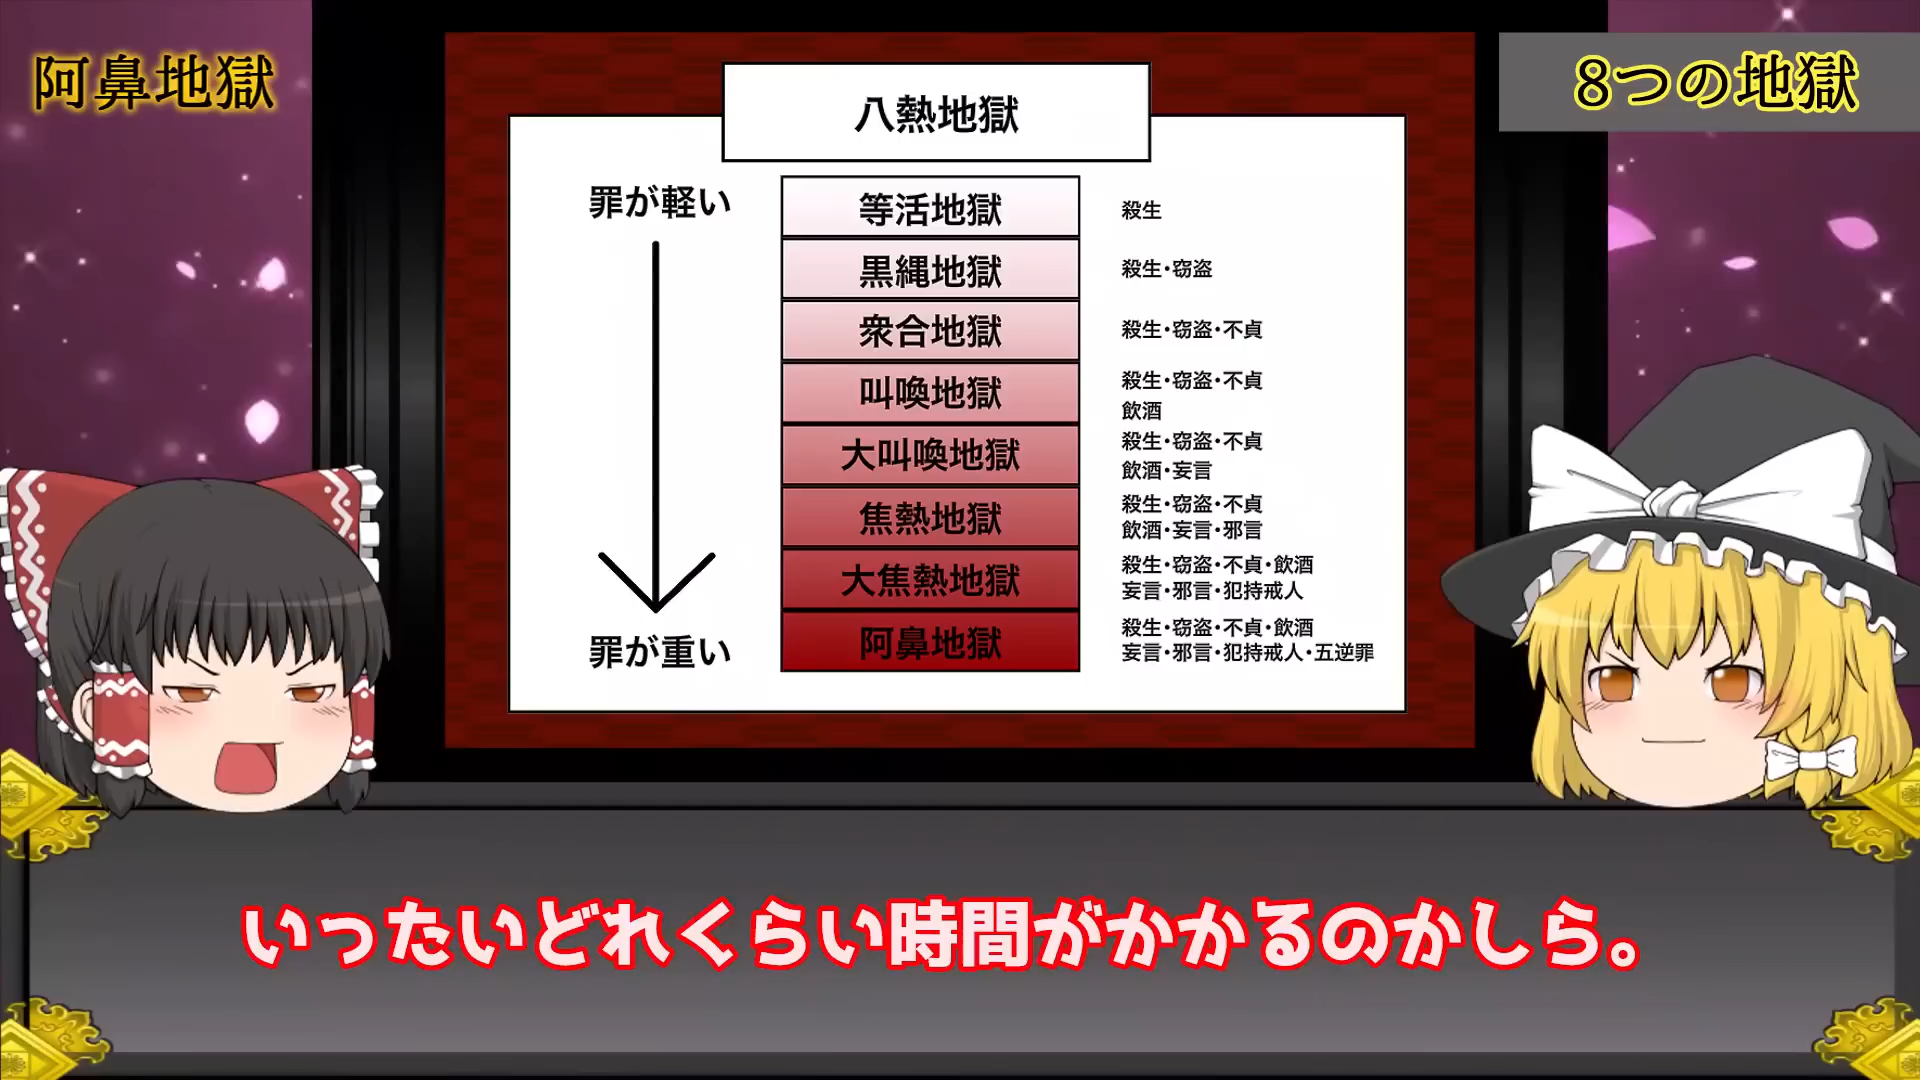 阿鼻地獄
8つの地獄
八熱地獄
罪が軽い
罪が重い
等活地獄
殺生
黒縄地獄
殺生・窃盗
衆合地獄
殺生・窃盗・不貞
叫喚地獄
殺生・窃盗・不貞
飲酒
大叫喚地獄
殺生・窃盗・不貞
飲酒・妄言
焦熱地獄
殺生・窃盗・不貞
飲酒・妄言・邪言
大焦熱地獄
殺生・窃盗・不貞・飲酒
妄言・邪言・犯持戒人
阿鼻地獄
殺生・窃盗・不貞・飲酒
妄言・邪言・犯持戒人・五逆罪
いったいどれくらい時間がかかるのかしら。